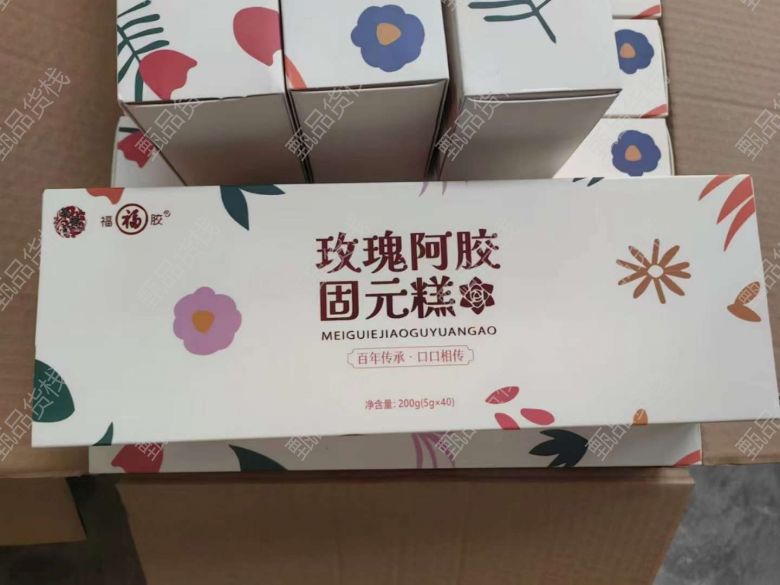 福 福 胶®
玫瑰阿胶
固元糕
MEIGUIEJIAOGUYUANGAO
百年传承·口口相传
净含量: 200g(5g×40)
甄品货栈